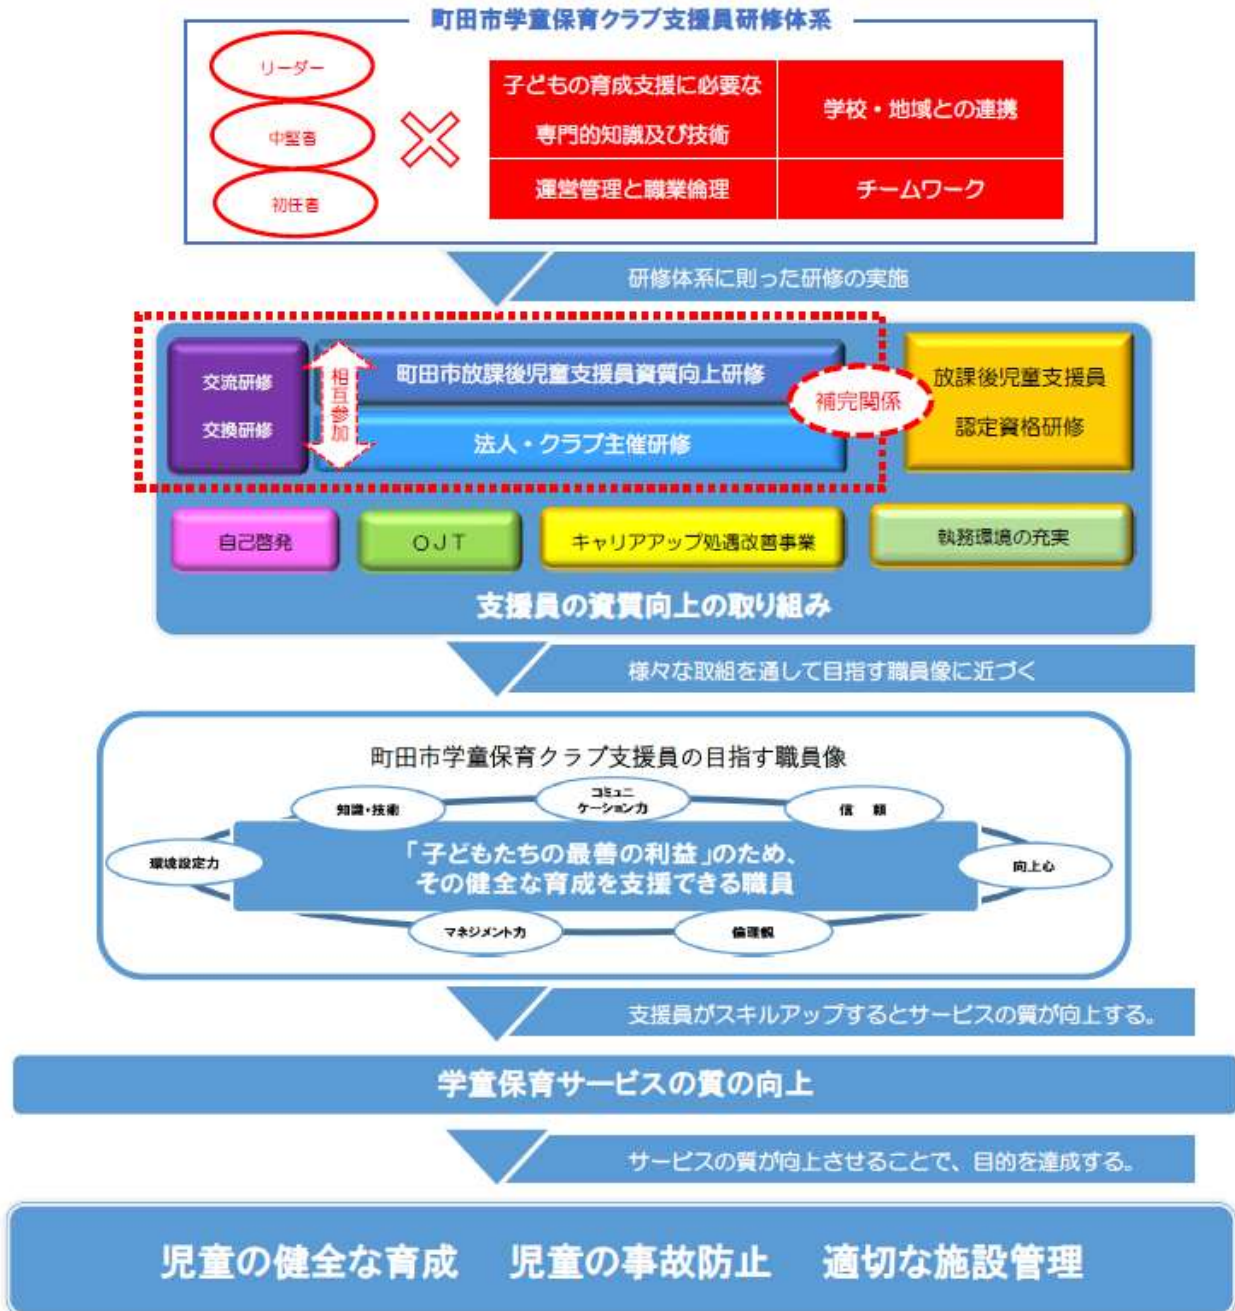 町田市学童保育クラブ支援員研修体系
リーダー
中堅者
初任者
子どもの育成支援に必要な
専門的知識及び技術
学校・地域との連携
運営管理と職業倫理
チームワーク
研修体系に則った研修の実施
交流研修
交換研修
相互参加
町田市放課後児童支援員資質向上研修
法人・クラブ主催研修
補完関係
放課後児童支援員
認定資格研修
自己啓発
OJT
キャリアアップ処遇改善事業
執務環境の充実
支援員の資質向上の取り組み
様々な取組を通して目指す職員像に近づく
町田市学童保育クラブ支援員の目指す職員像
知識・技術
コミュニ
ケーション力
信 頼
環境設定力
「子どもたちの最善の利益」のため、
その健全な育成を支援できる職員
向上心
マネジメント力
倫理観
支援員がスキルアップするとサービスの質が向上する。
学童保育サービスの質の向上
サービスの質が向上させることで、目的を達成する。
児童の健全な育成 児童の事故防止 適切な施設管理